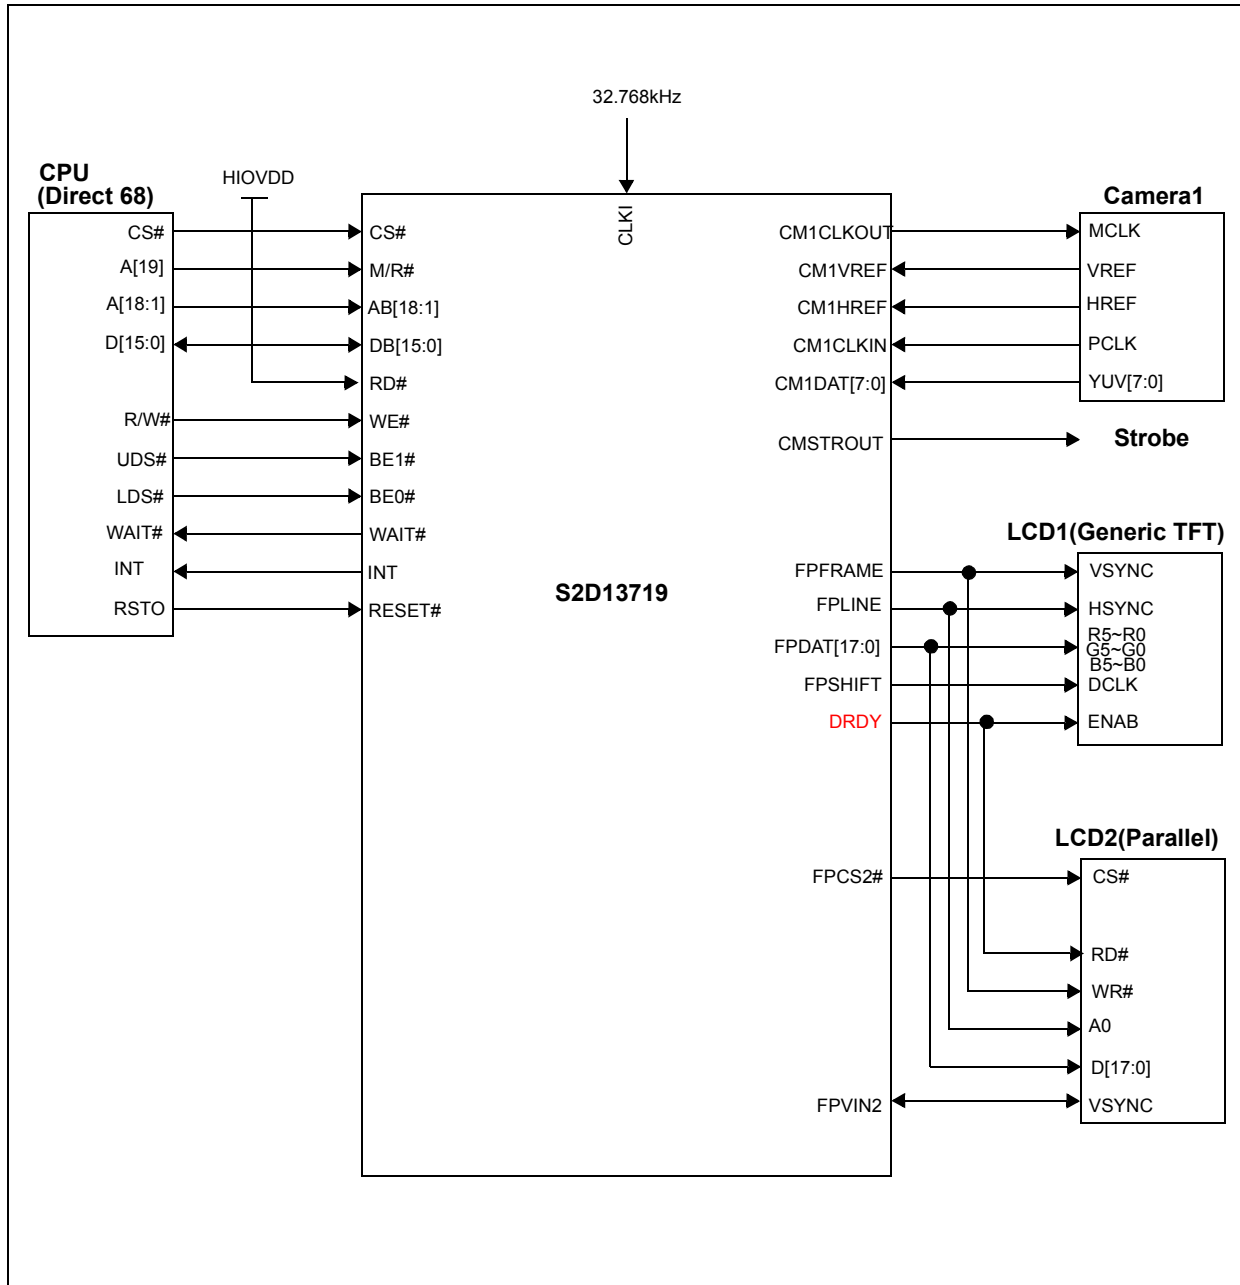 32.768kHz
CPU
(Direct 68)
HIOVDD
CLKI
Camera1
CS#
CS#
CM1CLKOUT
MCLK
A[19]
M/R#
CM1VREF
VREF
A[18:1]
AB[18:1]
CM1HREF
HREF
D[15:0]
DB[15:0]
CM1CLKIN
PCLK
RD#
CM1DAT[7:0]
YUV[7:0]
R/W#
WE#
CMSTROUT
Strobe
UDS#
BE1#
LDS#
BE0#
WAIT#
WAIT#
LCD1(Generic TFT)
INT
INT
FPFRAME
VSYNC
S2D13719
RSTO
RESET#
FPLINE
HSYNC
FPDAT[17:0]
R5~R0
G5~G0
B5~B0
FPSHIFT
DCLK
DRDY
ENAB
LCD2(Parallel)
FPCS2#
CS#
RD#
WR#
A0
D[17:0]
FPVIN2
VSYNC